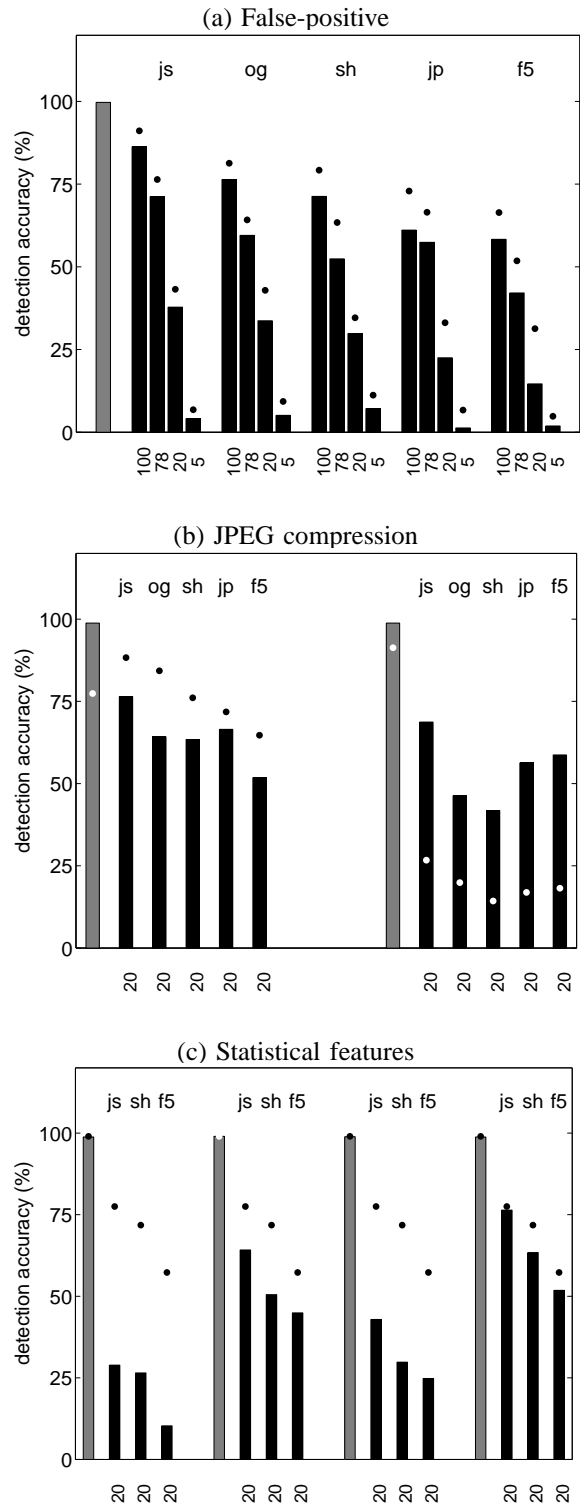 (a) False-positive
js og sh jp f5
100
75
50
25
0
detection accuracy (%)
100 78 20 5 100 78 20 5 100 78 20 5 100 78 20 5 100 78 20 5
(b) JPEG compression
js og sh jp f5 js og sh jp f5
100
75
50
25
0
detection accuracy (%)
20 20 20 20 20 20 20 20 20 20
(c) Statistical features
js sh f5 js sh f5 js sh f5 js sh f5
100
75
50
25
0
detection accuracy (%)
20 20 20 20 20 20 20 20 20 20 20 20